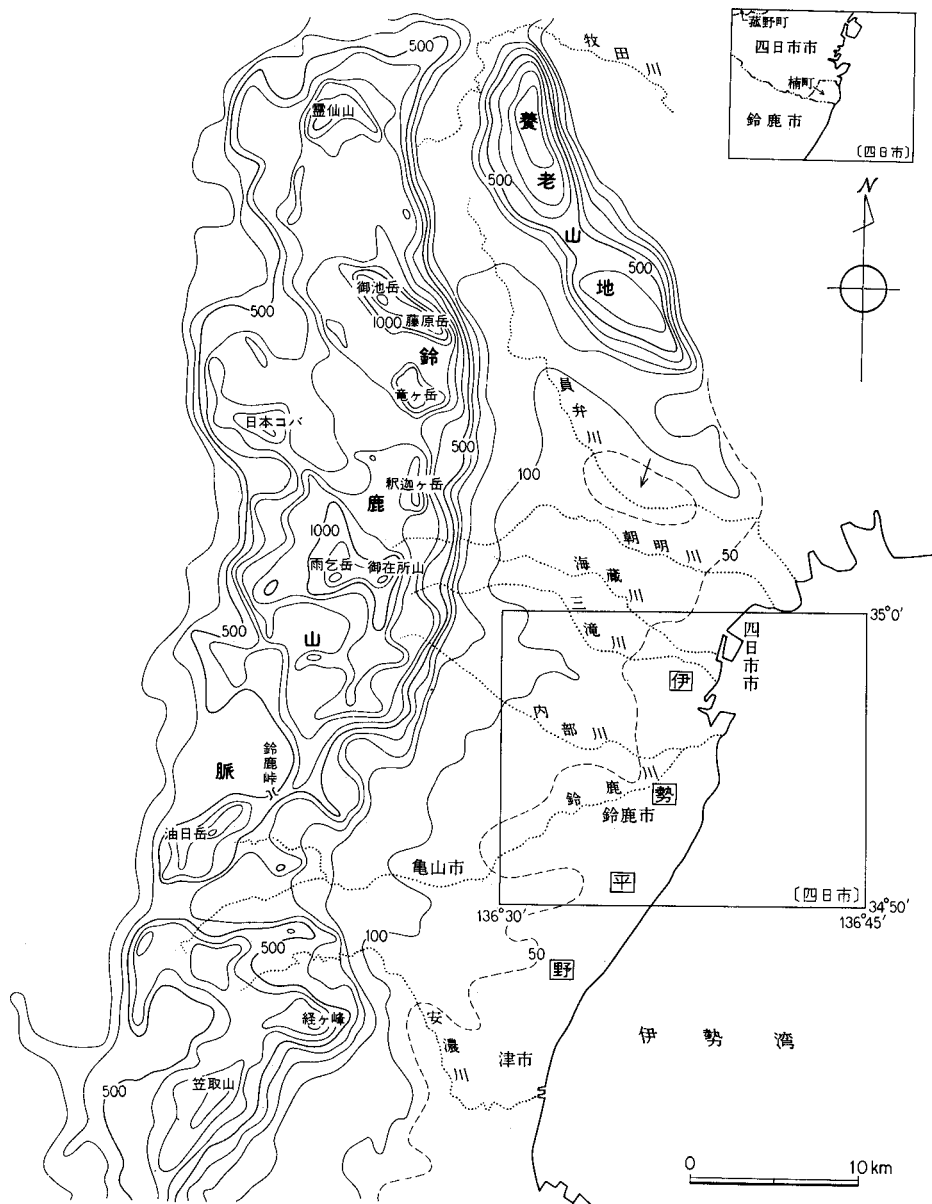 菰野町
四日市市
楠町
鈴鹿市
〔四日市〕
N
牧田川
500
霊仙山
養老山地
500
500
500
御池岳
1000
藤原岳
鈴鹿山脈
竜ヶ岳
日本コバ
500
100
員弁川
釈迦ヶ岳
1000
雨乞岳
御在所山
朝明川
50
海蔵川
三滝川
35°0′
四日市市
500
内部川
伊勢平野
鈴鹿峠
鈴鹿川
鈴鹿市
油日岳
亀山市
〔四日市〕
34°50′
136°30′
136°45′
500
100
50
経ヶ峰
安濃川
津市
伊勢湾
500
笠取山
0
10km